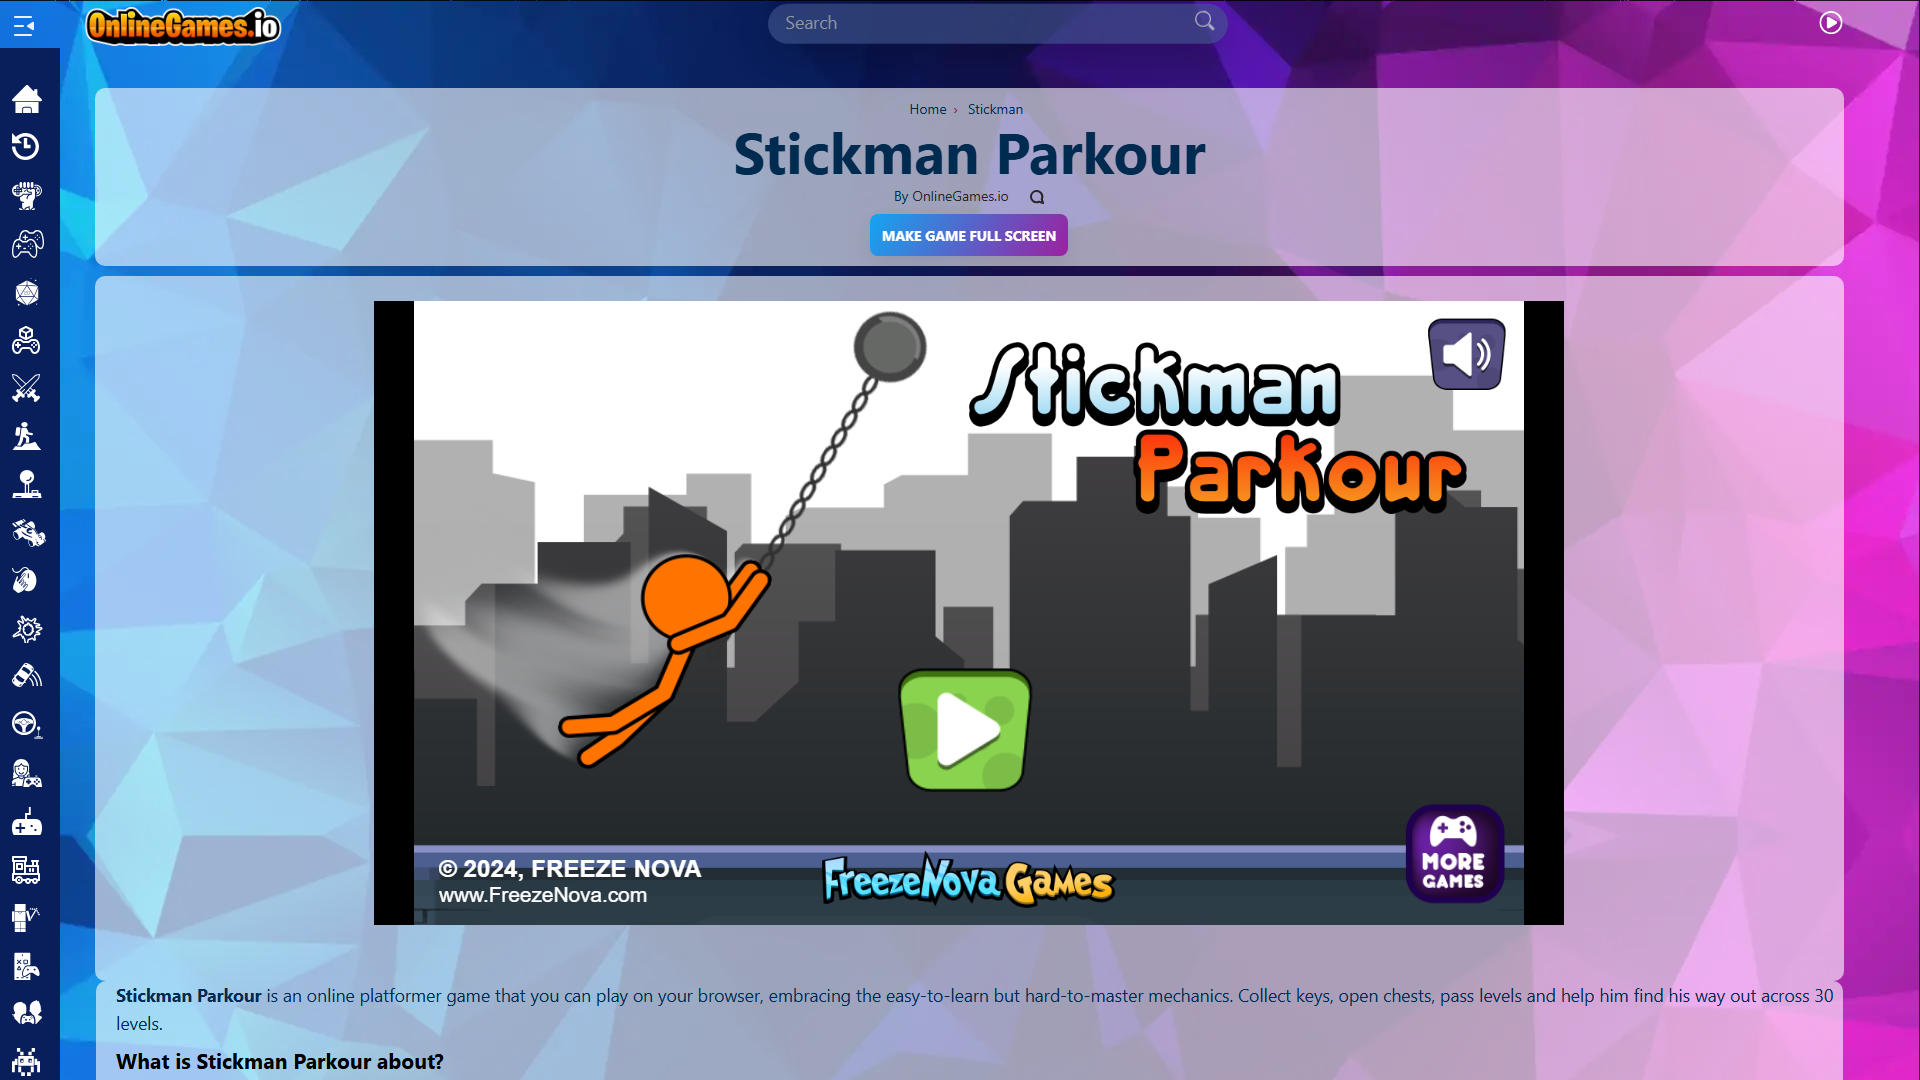 OnlineGames.io
Search
Home › Stickman
Stickman Parkour
By OnlineGames.io
MAKE GAME FULL SCREEN
Stickman
Parkour
MORE
GAMES
© 2024, FREEZE NOVA
www.FreezeNova.com
FreezeNova Games
Stickman Parkour is an online platformer game that you can play on your browser, embracing the easy-to-learn but hard-to-master mechanics. Collect keys, open chests, pass levels and help him find his way out across 30
levels.
What is Stickman Parkour about?